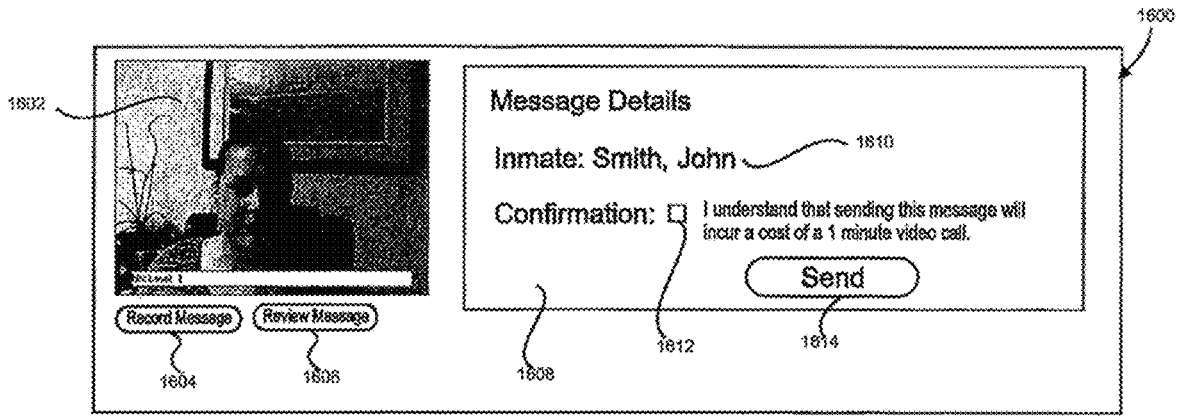 1600
1602
Message Details
Inmate: Smith, John
1610
Confirmation:
I understand that sending this message will
incur a cost of a 1 minute video call.
Send
Record Message
Review Message
1604
1606
1608
1612
1614